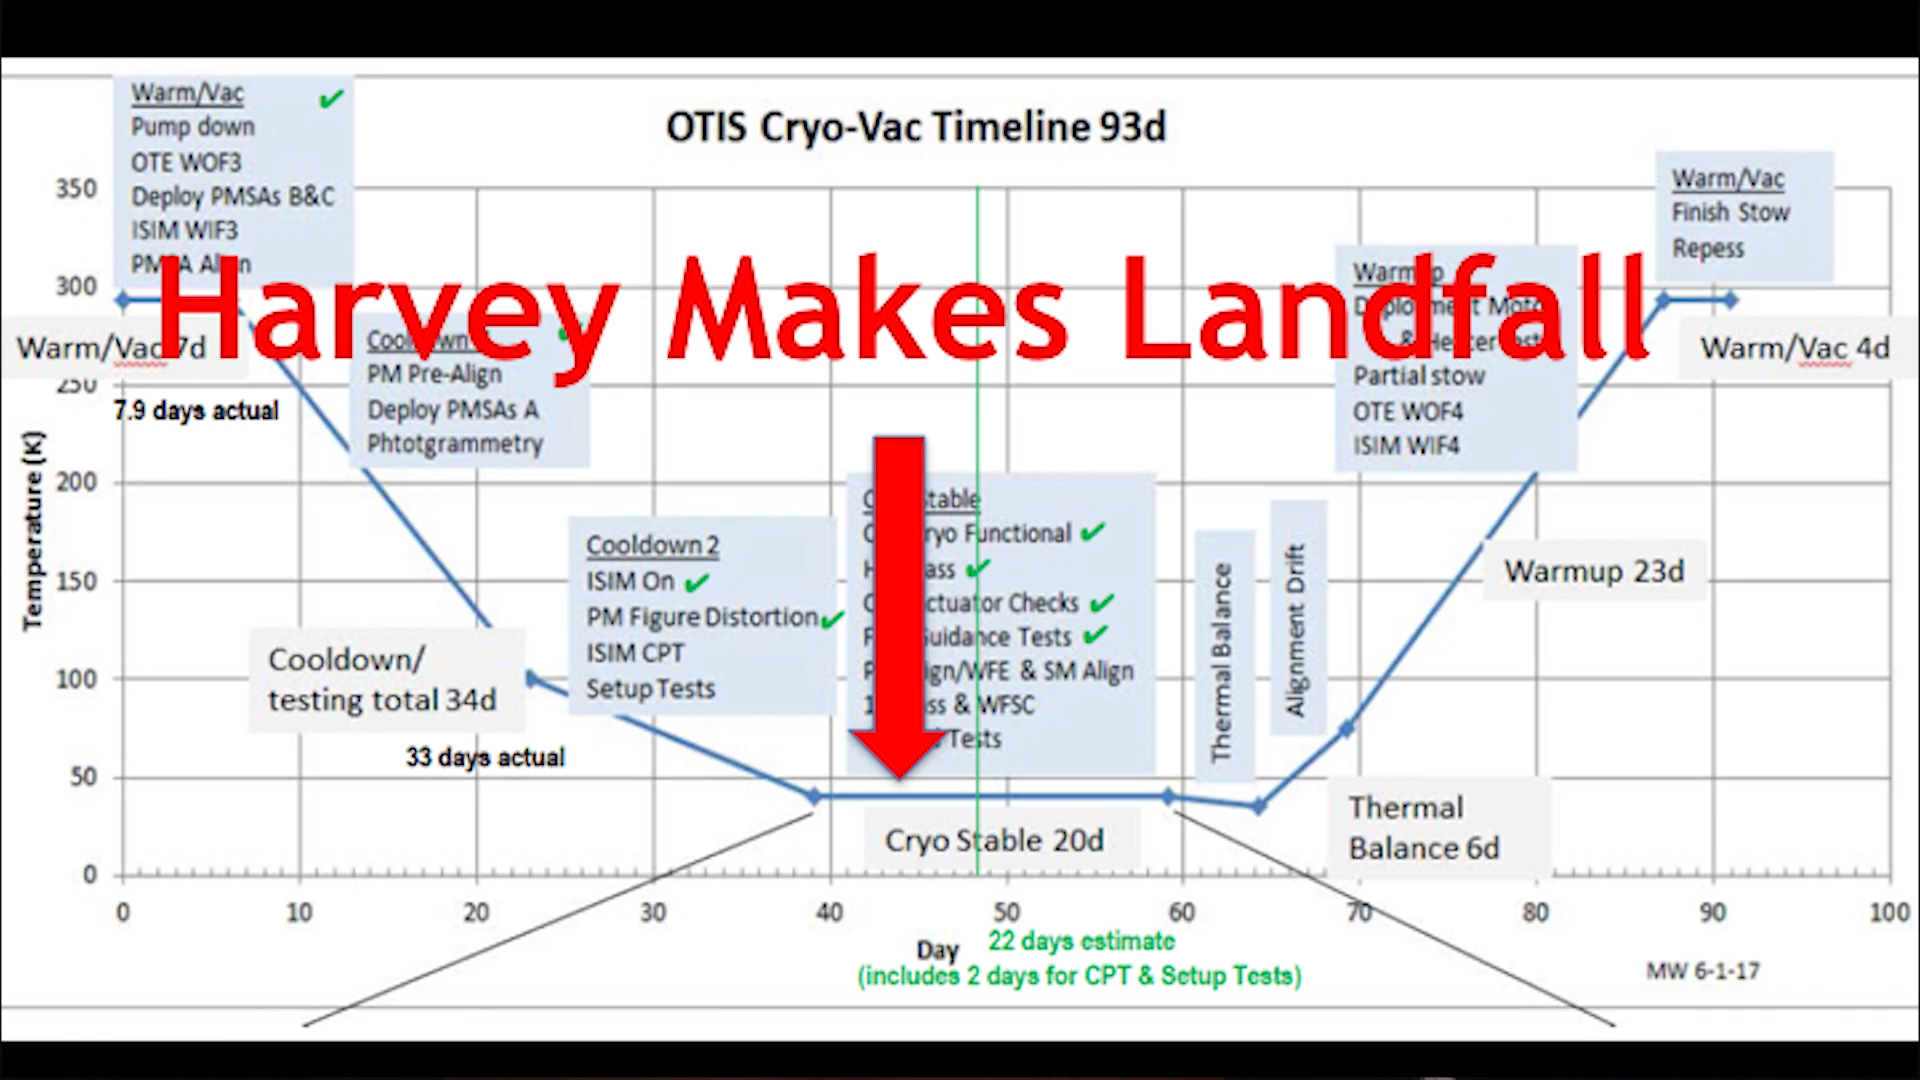 Warm/Vac
Pump down
OTE WOF3
Deploy PMSAs B&C
ISIM WIF3
Align
OTIS Cryo-Vac Timeline 93d
Warm/Vac
Finish Stow
Repess
Harvey Makes Landfall
350
300
250
200
150
100
50
0
Temperature (K)
Warm/Vac 7d
7.9 days actual
PM Pre-Align
Deploy PMSAs A
Phtotgrammetry
Cooldown/
testing total 34d
33 days actual
Cooldown 2
ISIM On
PM Figure Distortion
ISIM CPT
Setup Tests
Stable
Functional
Checks
Guidance Tests
& SM Align
& WFSC
Tests
Cryo Stable 20d
Thermal Balance
Alignment Drift
Partial stow
OTE WOF4
ISIM WIF4
Warm/Vac 4d
Warmup 23d
Thermal
Balance 6d
0 10 20 30 40 50 60 70 80 90 100
Day
22 days estimate
(includes 2 days for CPT & Setup Tests)
MW 6-1-17